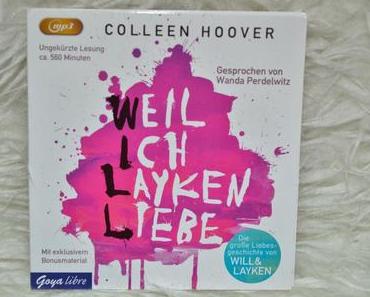 mp3
COLLEEN HOOVER
Ungekürzte Lesung
ca. 560 Minuten
Gesprochen von
Wanda Perdelwitz
WEIL
ICH
LAYKEN
LIEBE
Mit exklusivem
Bonusmaterial
Die
große Liebes-
geschichte von
WILL &
LAYKEN
Goya libre